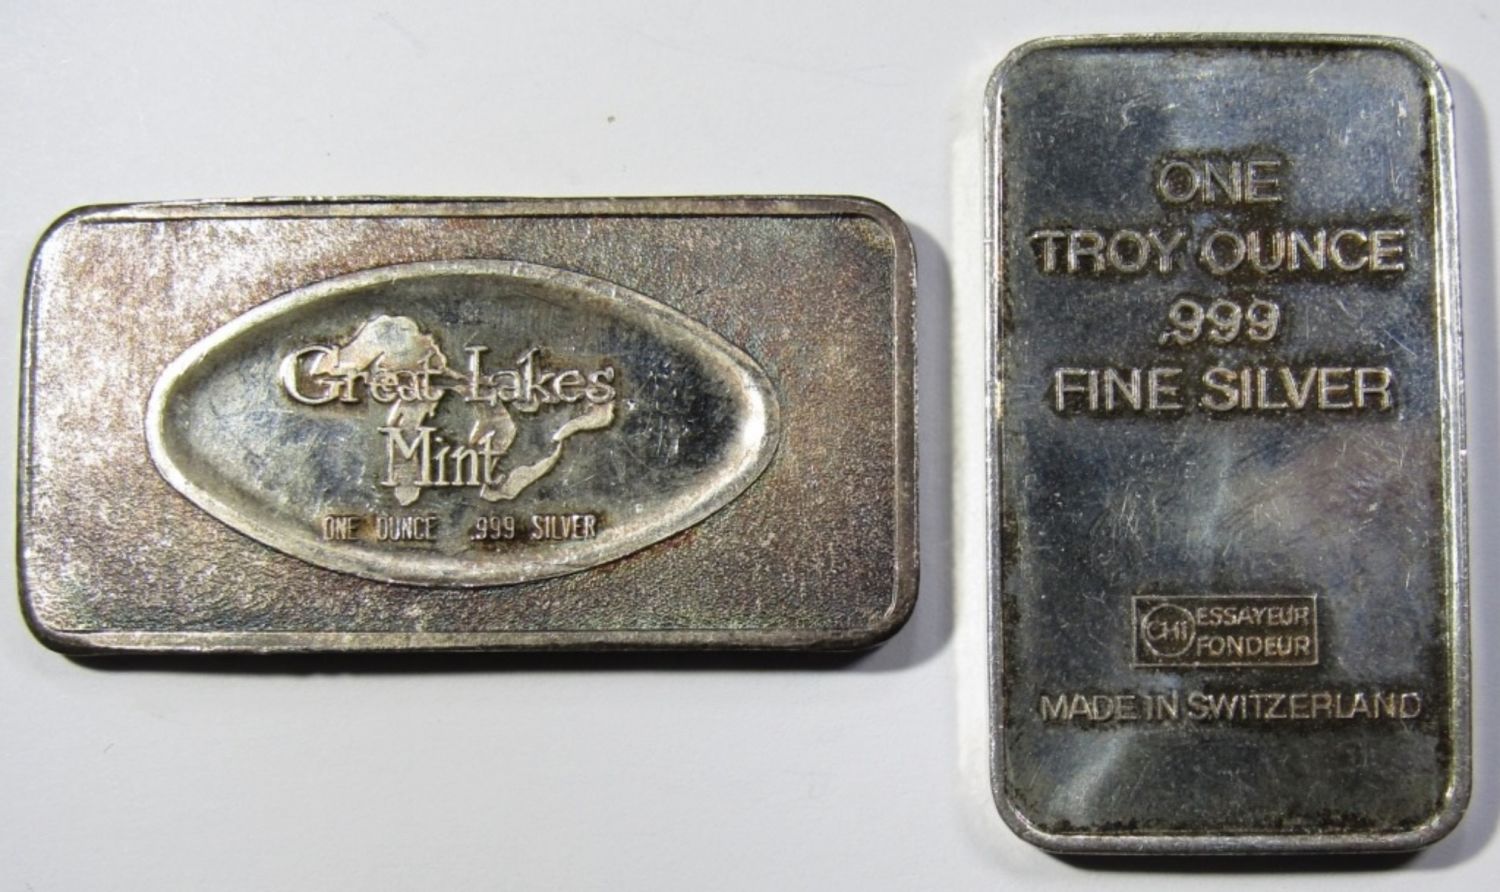 Great Lakes
Mint
ONE OUNCE .999 SILVER
ONE
TROY OUNCE
.999
FINE SILVER
CHI
ESSAYEUR
FONDEUR
MADE IN SWITZERLAND